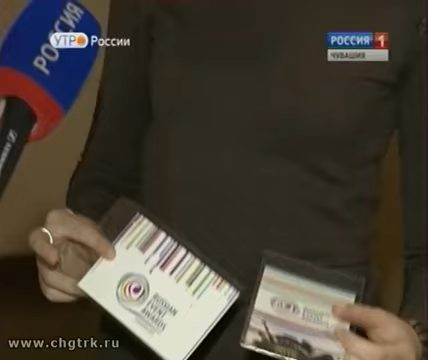 УТРО России
РОССИЯ 1
ЧУВАШИЯ
РОССИЯ
RUSSIAN
EVENT
AWARDS
www.chgtrk.ru